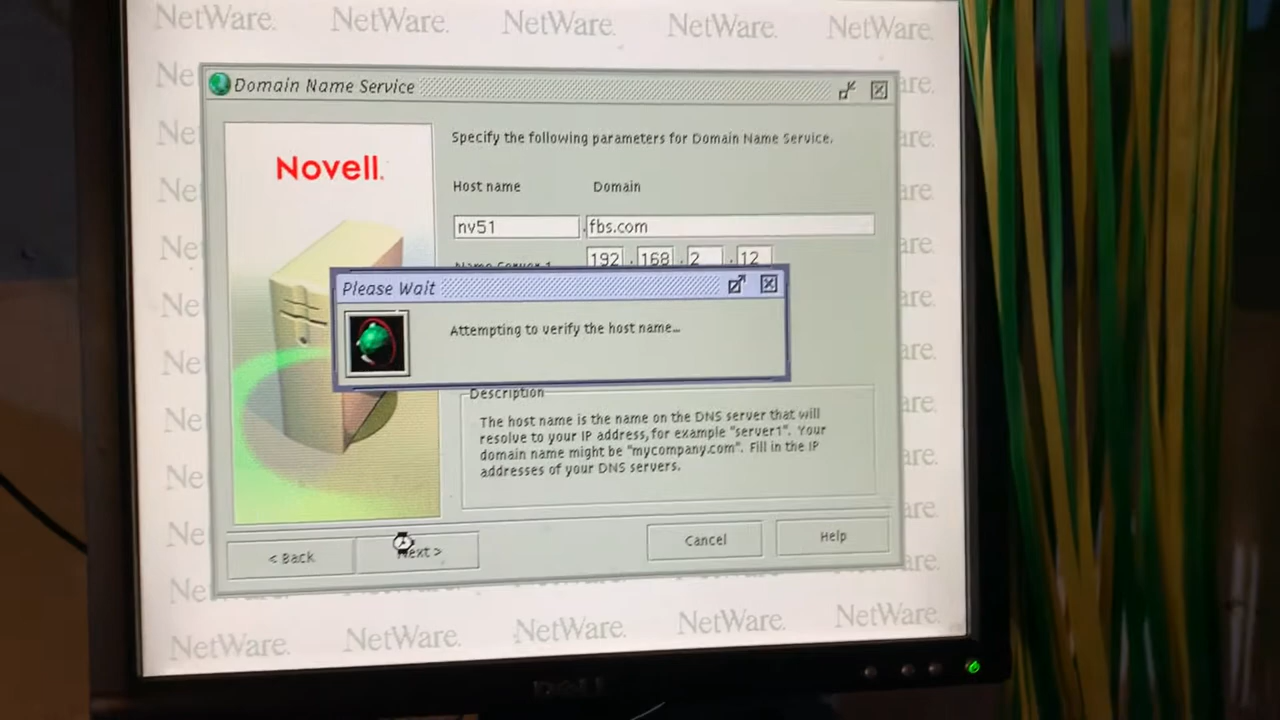 NetWare. NetWare. NetWare. NetWare. NetWare.
Domain Name Service
Novell.
Specify the following parameters for Domain Name Service.
Host name Domain
nv51 . fbs.com
Name Server 1 192 . 168 . 2 . 12
Please Wait
Attempting to verify the host name...
Description
The host name is the name on the DNS server that will
resolve to your IP address, for example "server1". Your
domain name might be "mycompany.com". Fill in the IP
addresses of your DNS servers.
< Back Next > Cancel Help
NetWare. NetWare. NetWare. NetWare. NetWare.
DELL